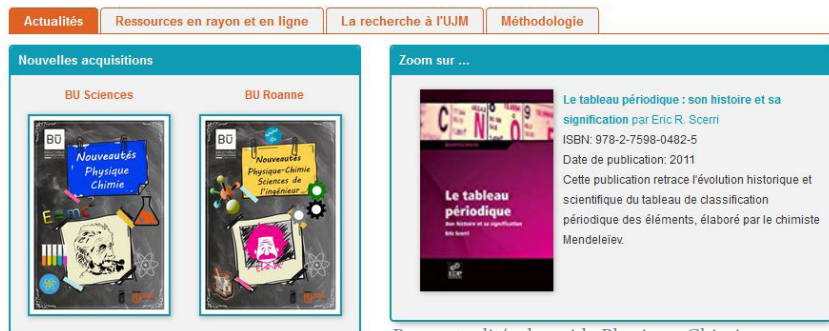 Actualités
Ressources en rayon et en ligne
La recherche à l'UJM
Méthodologie
Nouvelles acquisitions
BU Sciences
BU Roanne
BU
Nouveautés
Physique
Chimie
E=mc²
BU
Nouveautés
Physique-Chimie
Sciences de
l'ingénieur...
Zoom sur ...
C N O 9
Le tableau
périodique
Son histoire et sa signification
Eric Scerri
Le tableau périodique : son histoire et sa
signification par Eric R. Scerri
ISBN: 978-2-7598-0482-5
Date de publication: 2011
Cette publication retrace l'évolution historique et
scientifique du tableau de classification
périodique des éléments, élaboré par le chimiste
Mendeleïev.